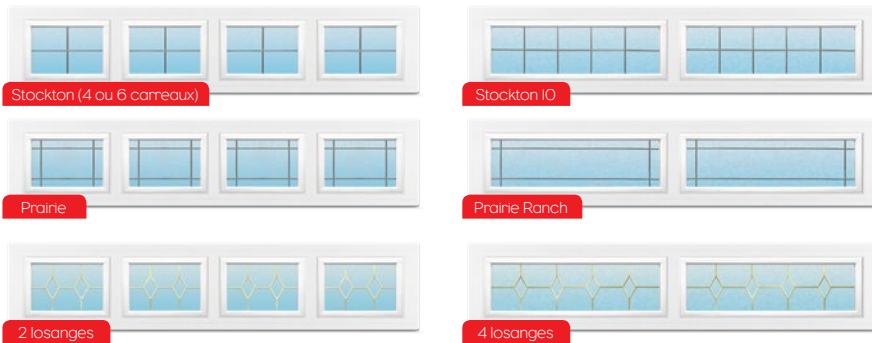 Stockton (4 ou 6 carreaux)
Stockton 10
Prairie
Prairie Ranch
2 losanges
4 losanges